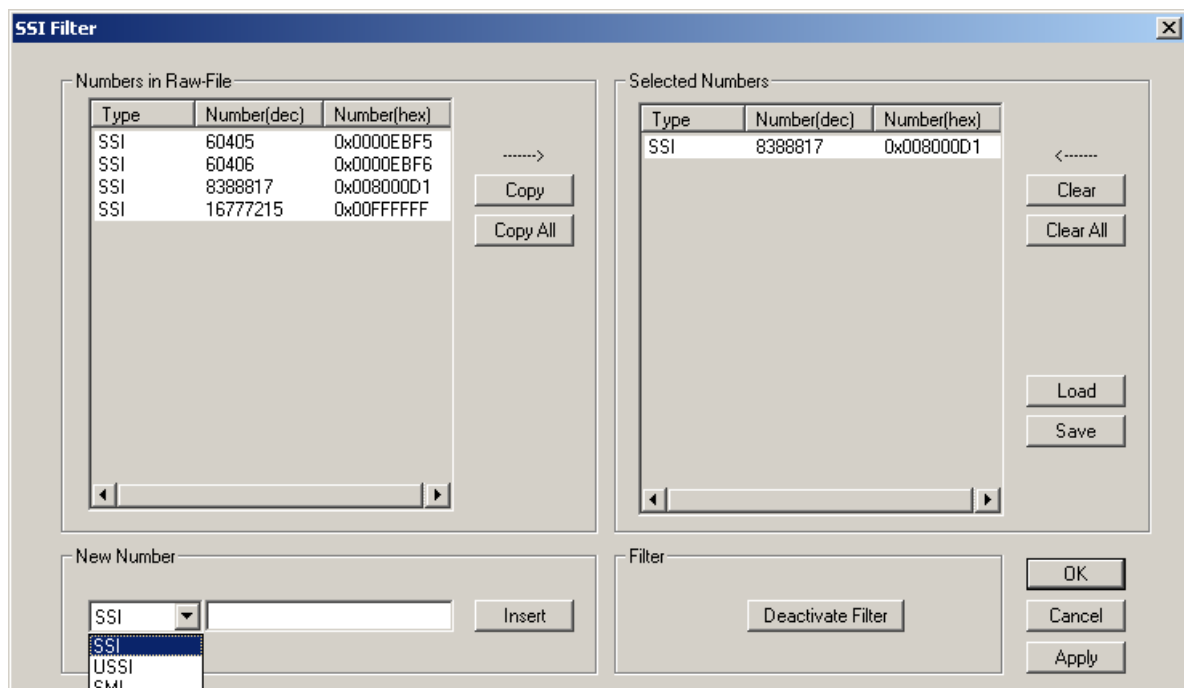 SSI Filter
Numbers in Raw-File
Type Number(dec) Number(hex)
SSI 60405 0x0000EBF5
SSI 60406 0x0000EBF6
SSI 8388817 0x008000D1
SSI 16777215 0x00FFFFFF
------->
Copy
Copy All
Selected Numbers
Type Number(dec) Number(hex)
SSI 8388817 0x008000D1
<-------
Clear
Clear All
Load
Save
New Number
SSI
Insert
SSI
USSI
SMI
Filter
Deactivate Filter
OK
Cancel
Apply